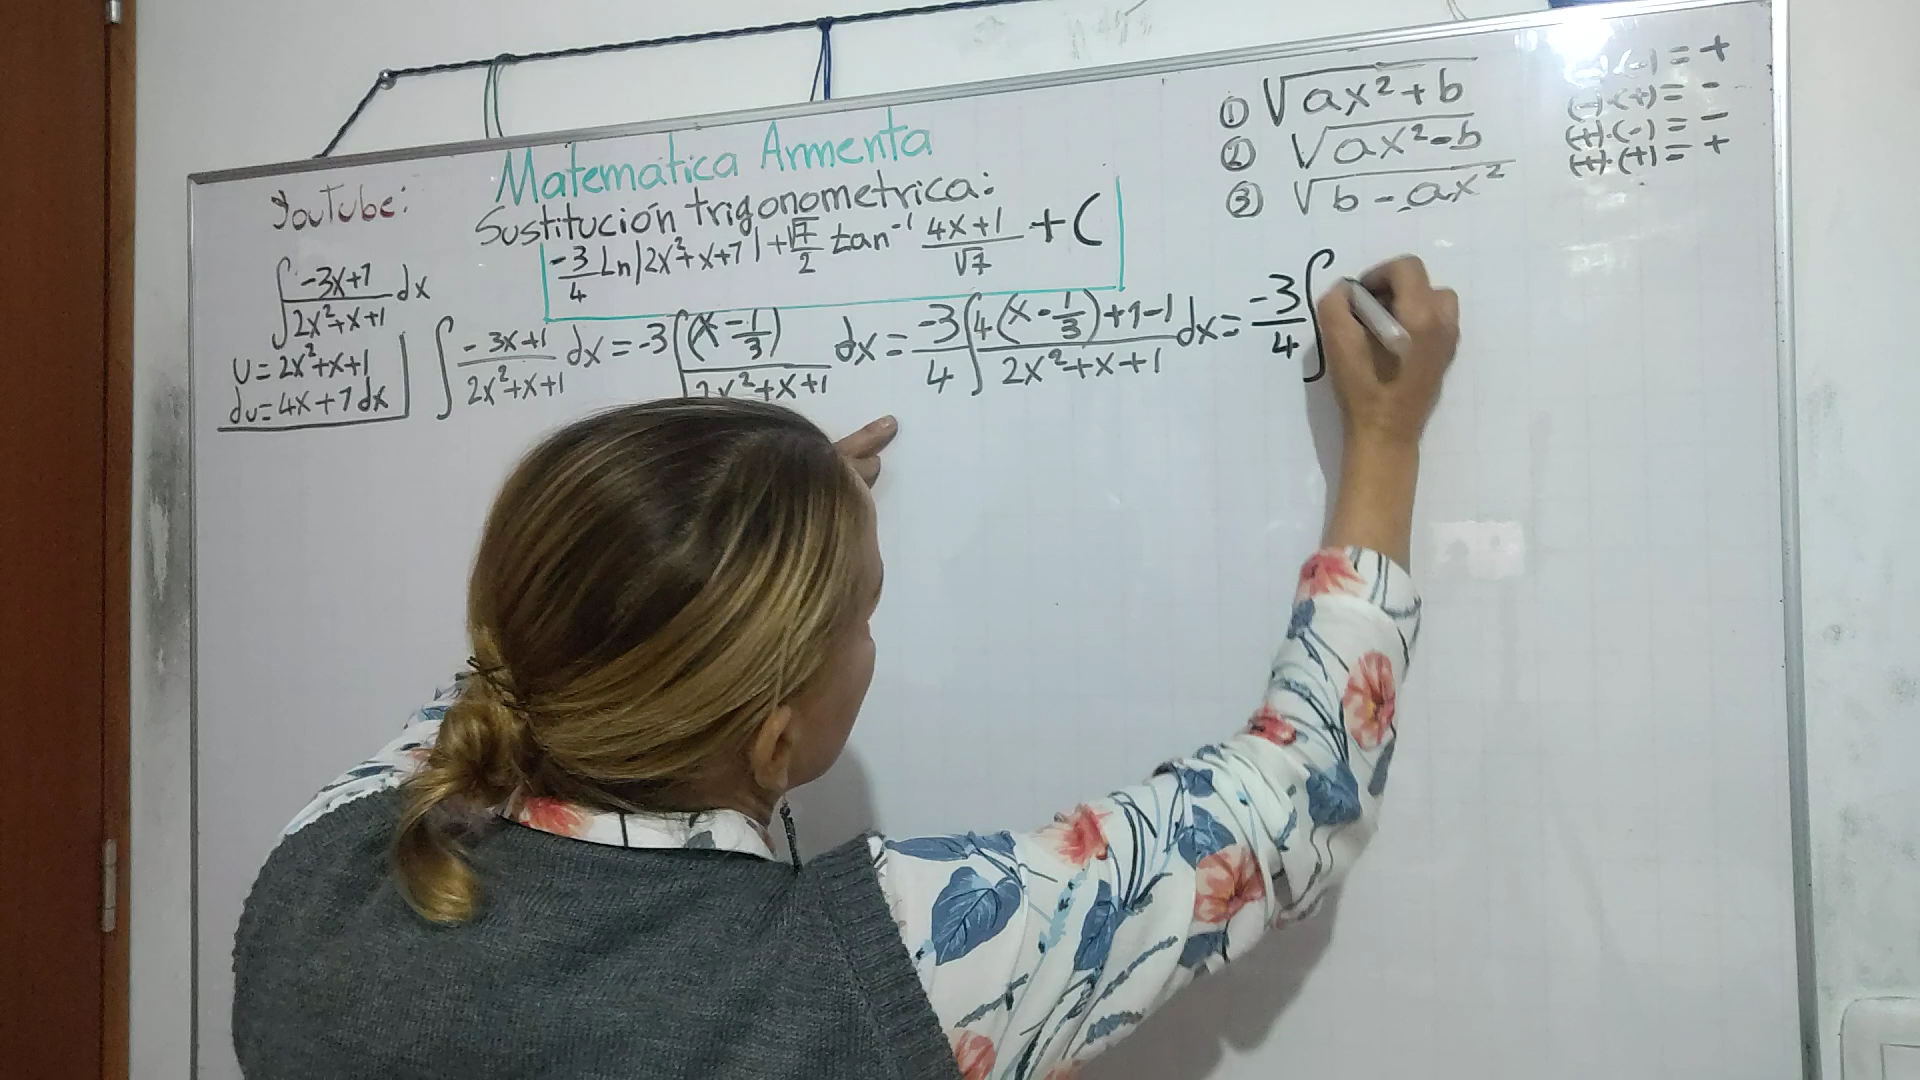 Matematica Armenta
YouTube:
Sustitución trigonometrica:
-3/4 Ln|2x²+x+7| + √7/2 tan⁻¹ 4x+1/√7 + C
① √ax²+b
② √ax²-b
③ √b-ax²
(-) = +
(-)·(+) = -
(+)·(-) = -
(+)·(+) = +
∫ -3x+1/2x²+x+1 dx
U = 2x²+x+1
du = 4x+1 dx
∫ -3x+1/2x²+x+1 dx = -3∫ (x-1/3)/2x²+x+1 dx = -3/4 ∫ 4(x-1/3)+1-1/2x²+x+1 dx = -3/4 ∫